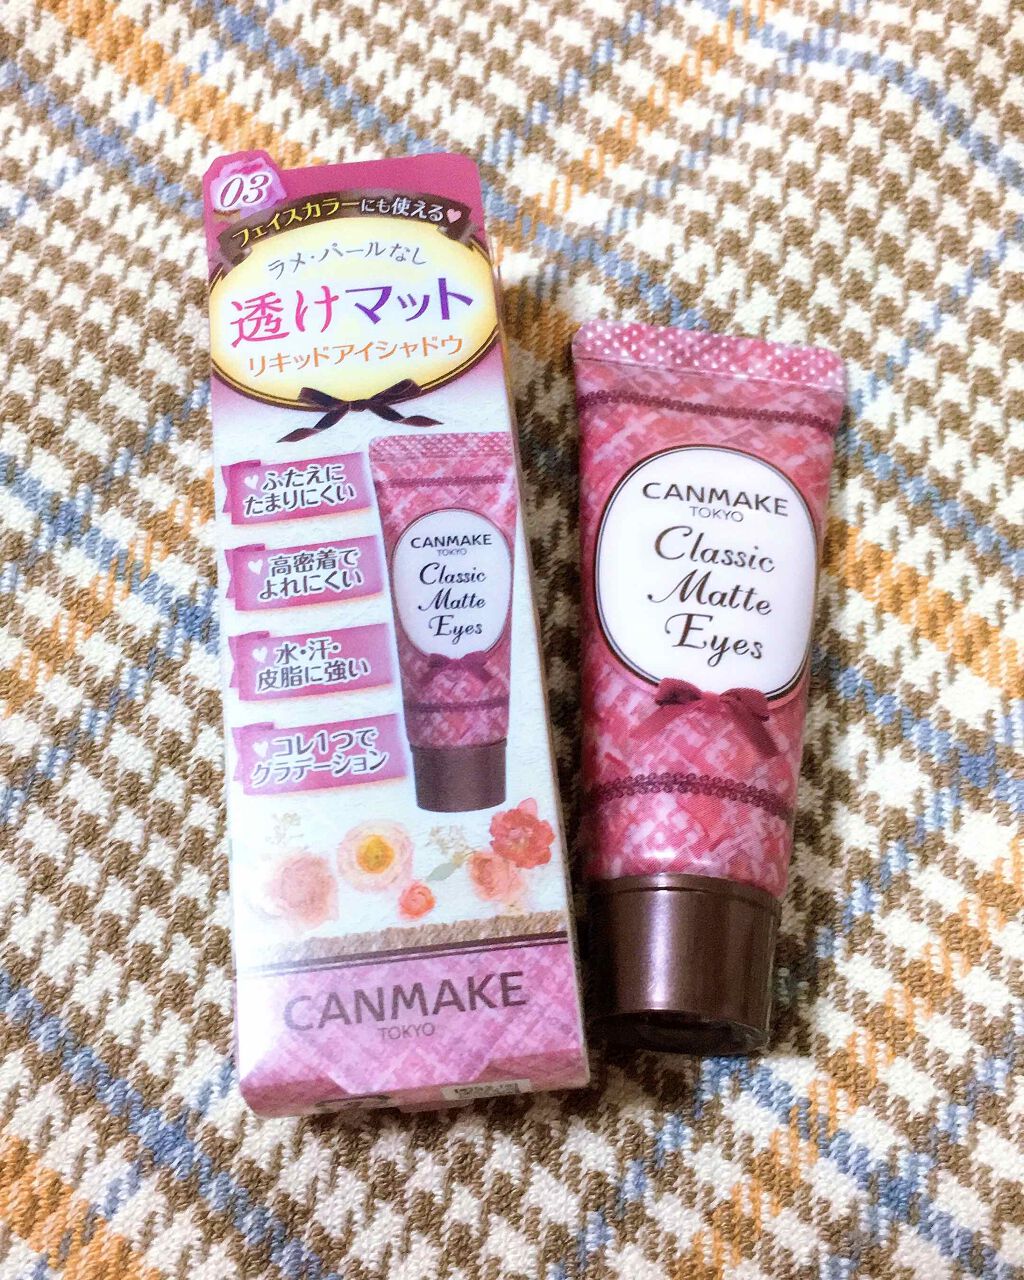 03
フェイスカラーにも使える♥
ラメ・パールなし
透けマット
リキッドアイシャドウ
♥ふたえに
たまりにくい
♥高密着で
よれにくい
♥水・汗・
皮脂に強い
♥コレ1つで
グラデーション
CANMAKE
TOKYO
Classic
Matte
Eyes
CANMAKE
TOKYO
CANMAKE
TOKYO
Classic
Matte
Eyes